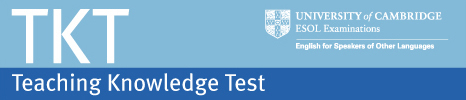 TKT
UNIVERSITY of CAMBRIDGE
ESOL Examinations
English for Speakers of Other Languages
Teaching Knowledge Test